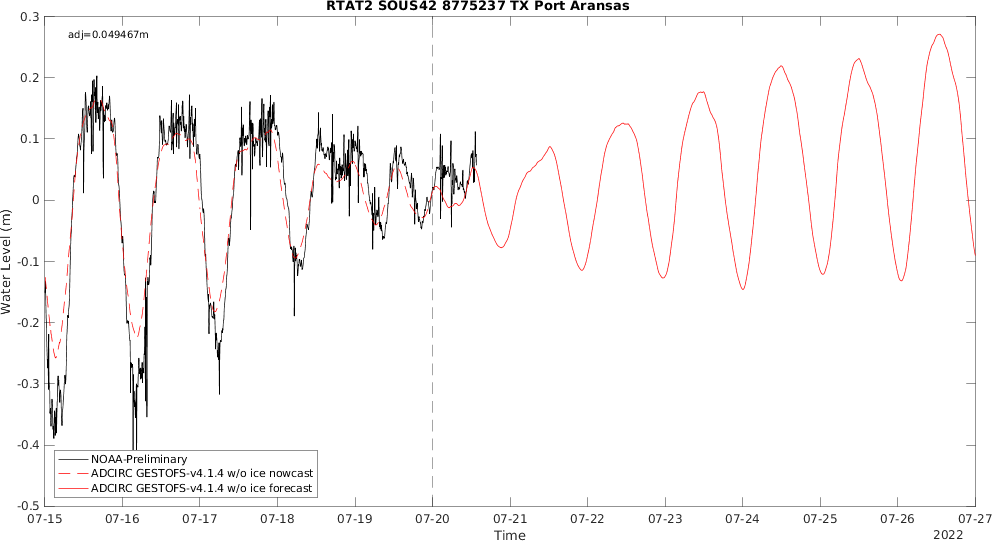 RTAT2 SOUS42 8775237 TX Port Aransas
adj=0.049467m
0.3
0.2
0.1
0
-0.1
-0.2
-0.3
-0.4
-0.5
Water Level (m)
NOAA-Preliminary
ADCIRC GESTOFS-v4.1.4 w/o ice nowcast
ADCIRC GESTOFS-v4.1.4 w/o ice forecast
07-15 07-16 07-17 07-18 07-19 07-20 07-21 07-22 07-23 07-24 07-25 07-26 07-27
Time
2022